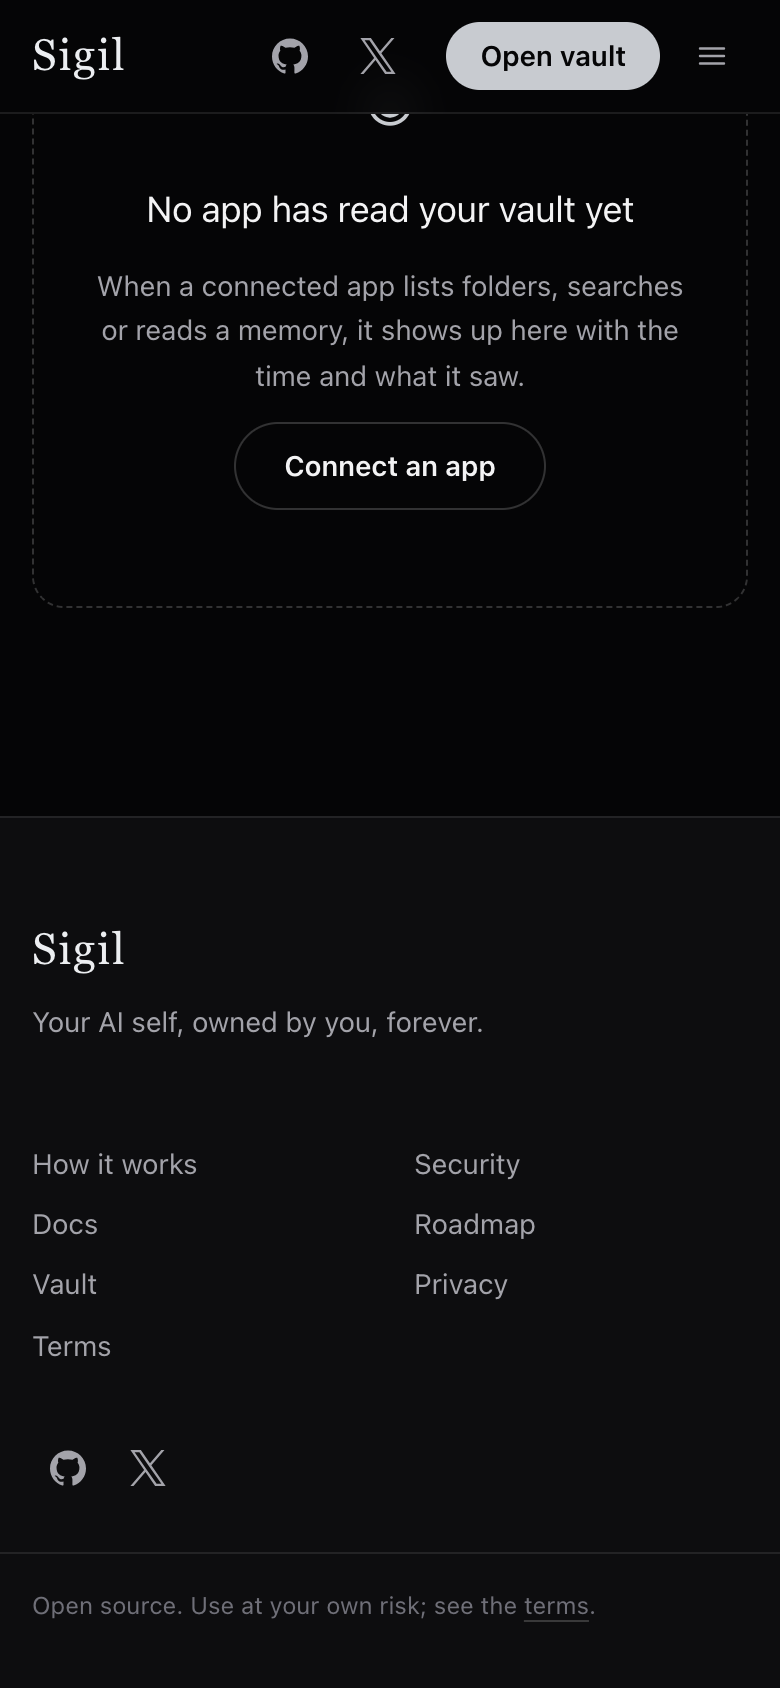 Sigil
Open vault
No app has read your vault yet
When a connected app lists folders, searches
or reads a memory, it shows up here with the
time and what it saw.
Connect an app
Sigil
Your AI self, owned by you, forever.
How it works
Security
Docs
Roadmap
Vault
Privacy
Terms
Open source. Use at your own risk; see the terms.